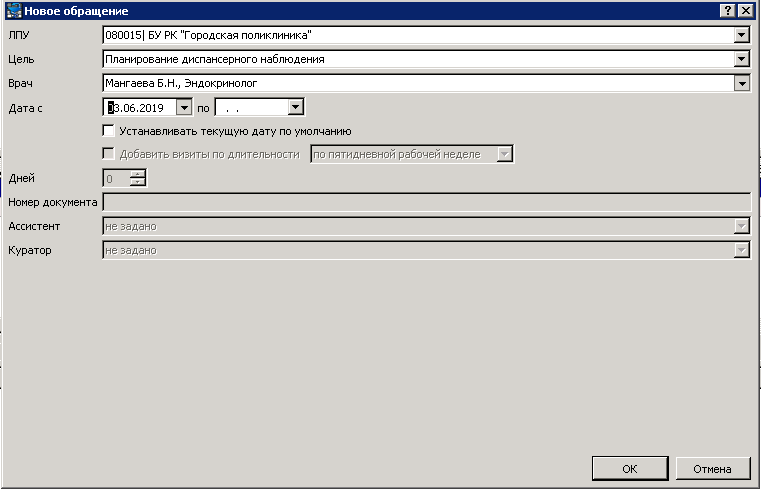 Новое обращение
ЛПУ 080015| БУ РК "Городская поликлиника"
Цель Планирование диспансерного наблюдения
Врач Мангаева Б.Н., Эндокринолог
Дата с 03.06.2019 по . .
Устанавливать текущую дату по умолчанию
Добавить визиты по длительности по пятидневной рабочей неделе
Дней 0
Номер документа
Ассистент не задано
Куратор не задано
OK Отмена